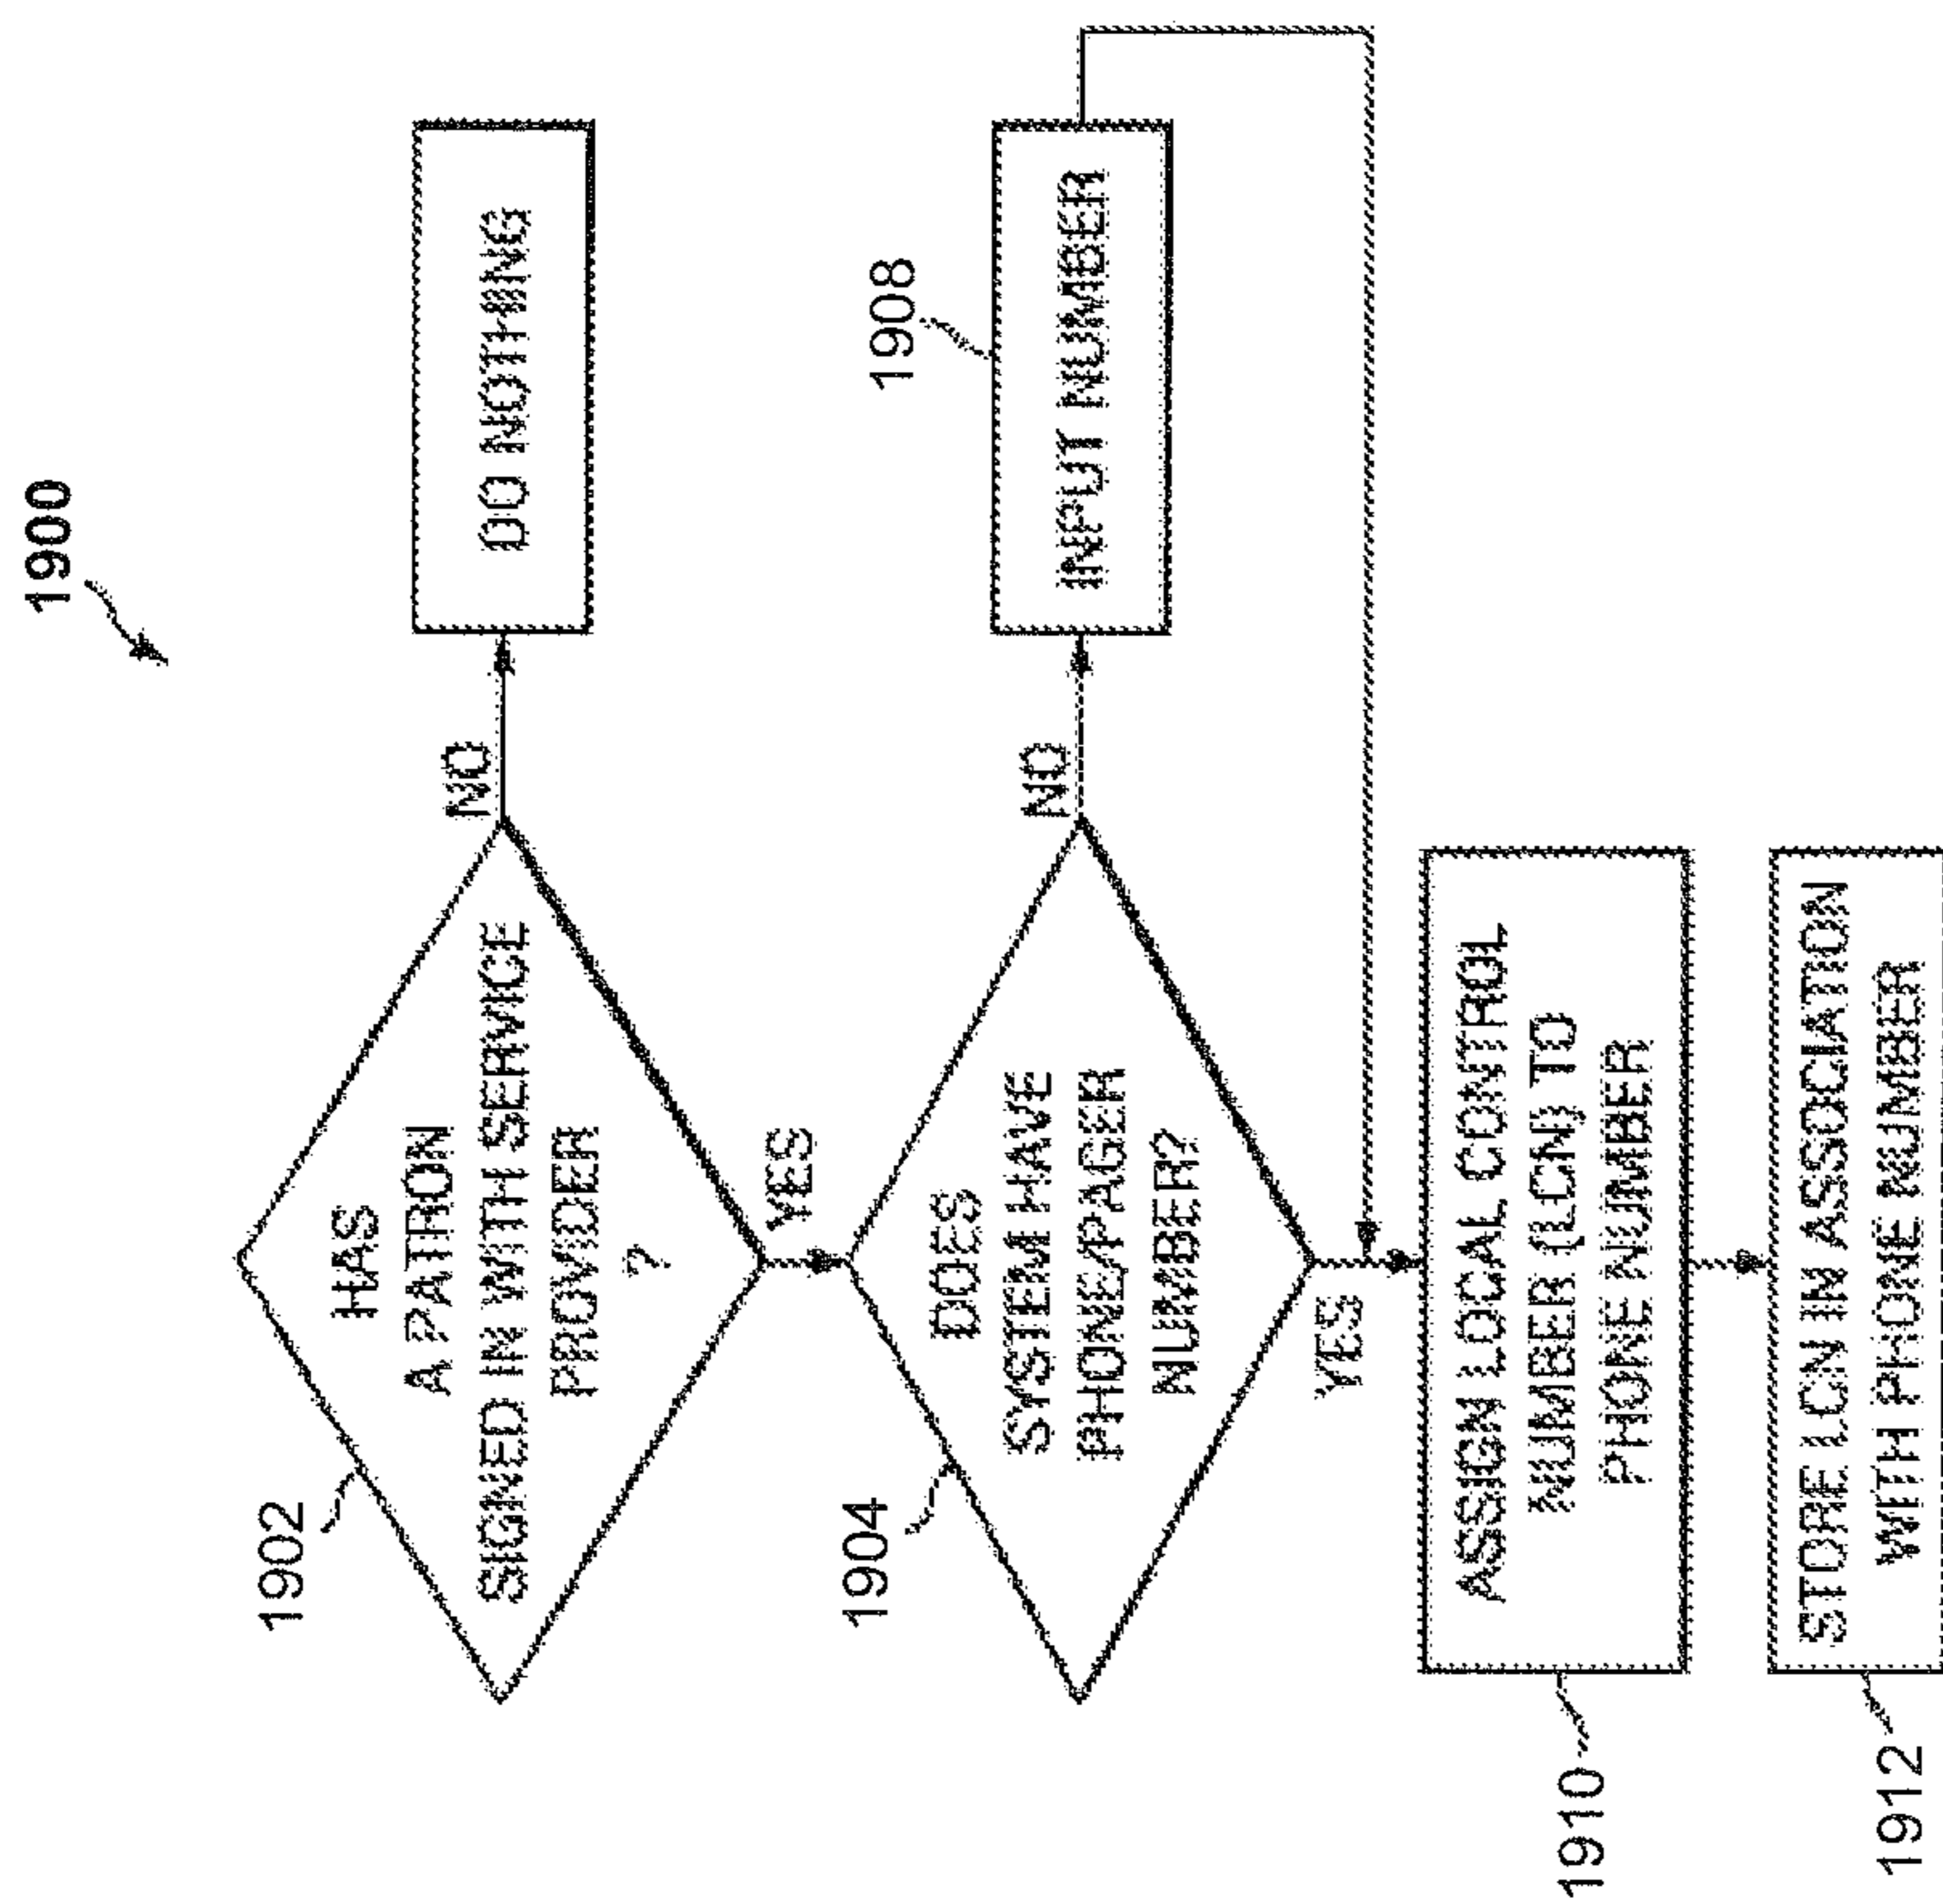 1900
1902
HAS
A PATRON
SIGNED IN WITH SERVICE
PROVIDER
?
NO
DO NOTHING
YES
1904
DOES
SYSTEM HAVE
PHONE/PAGER
NUMBER?
NO
1908
INPUT NUMBER
YES
1910
ASSIGN LOCAL CONTROL
NUMBER (LCN) TO
PHONE NUMBER
1912
STORE LCN IN ASSOCIATION
WITH PHONE NUMBER